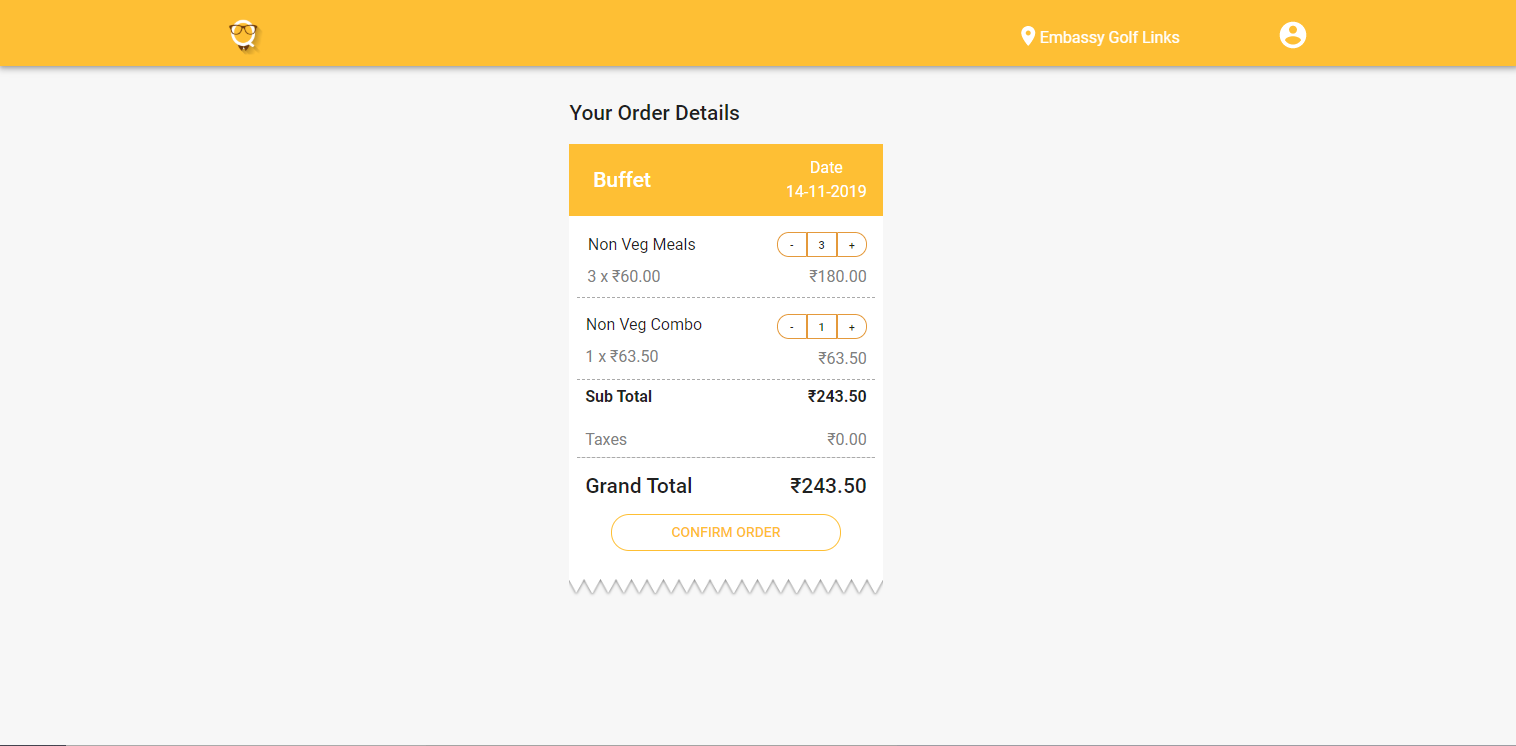 Embassy Golf Links
Your Order Details
Buffet
Date
14-11-2019
Non Veg Meals
- 3 +
3 x ₹60.00 ₹180.00
Non Veg Combo
- 1 +
1 x ₹63.50 ₹63.50
Sub Total ₹243.50
Taxes ₹0.00
Grand Total ₹243.50
CONFIRM ORDER